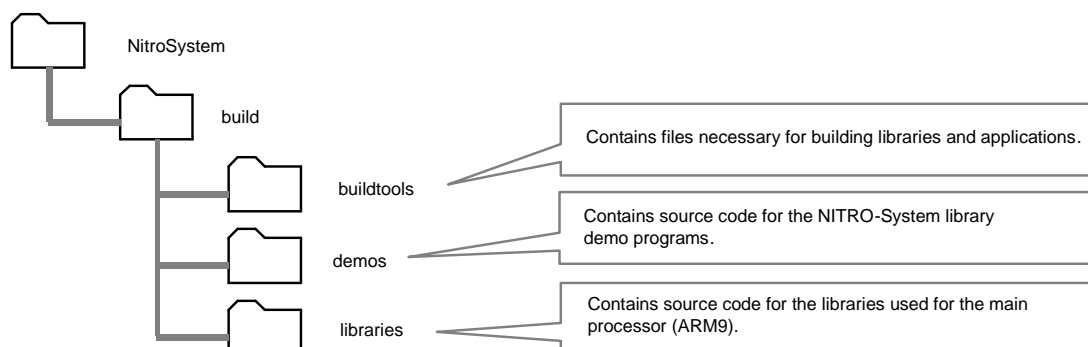 NitroSystem
build
Contains files necessary for building libraries and applications.
buildtools
Contains source code for the NITRO-System library
demo programs.
demos
Contains source code for the libraries used for the main
processor (ARM9).
libraries